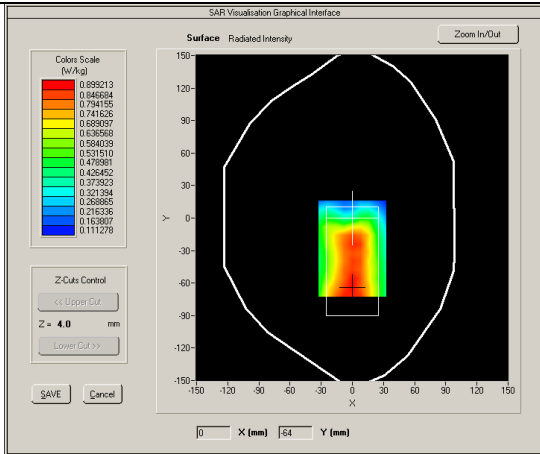 SAR Visualisation Graphical Interface
Surface Radiated Intensity
Zoom In/Out
Colors Scale
(W/kg)
0.899213
0.846684
0.794155
0.741626
0.689097
0.636568
0.584039
0.531510
0.478981
0.426452
0.373923
0.321394
0.268865
0.216336
0.163807
0.111278
Z-Cuts Control
<< Upper Cut
Z = 4.0 mm
Lower Cut >>
SAVE Cancel
150
120
90
60
30
0
-30
-60
-90
-120
-150
Y
-150 -120 -90 -60 -30 0 30 60 90 120 150
X
0 X (mm) -64 Y (mm)